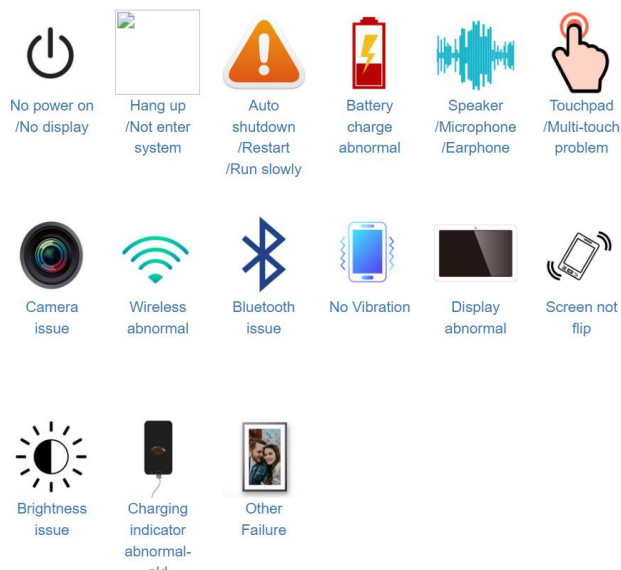 No power on
/No display
Hang up
/Not enter
system
Auto
shutdown
/Restart
/Run slowly
Battery
charge
abnormal
Speaker
/Microphone
/Earphone
Touchpad
/Multi-touch
problem
Camera
issue
Wireless
abnormal
Bluetooth
issue
No Vibration
Display
abnormal
Screen not
flip
Brightness
issue
Charging
indicator
abnormal-
Other
Failure